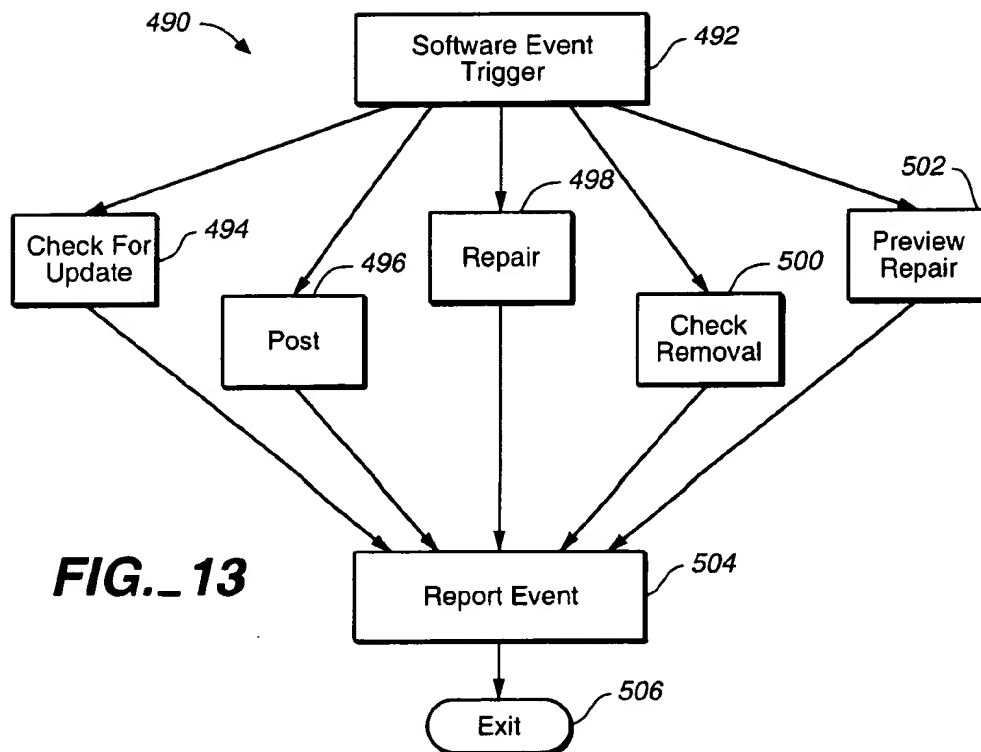 490
Software Event
Trigger
492
502
498
Check For
Update
494
496
Repair
500
Preview
Repair
Post
Check
Removal
FIG._13
Report Event
504
Exit
506